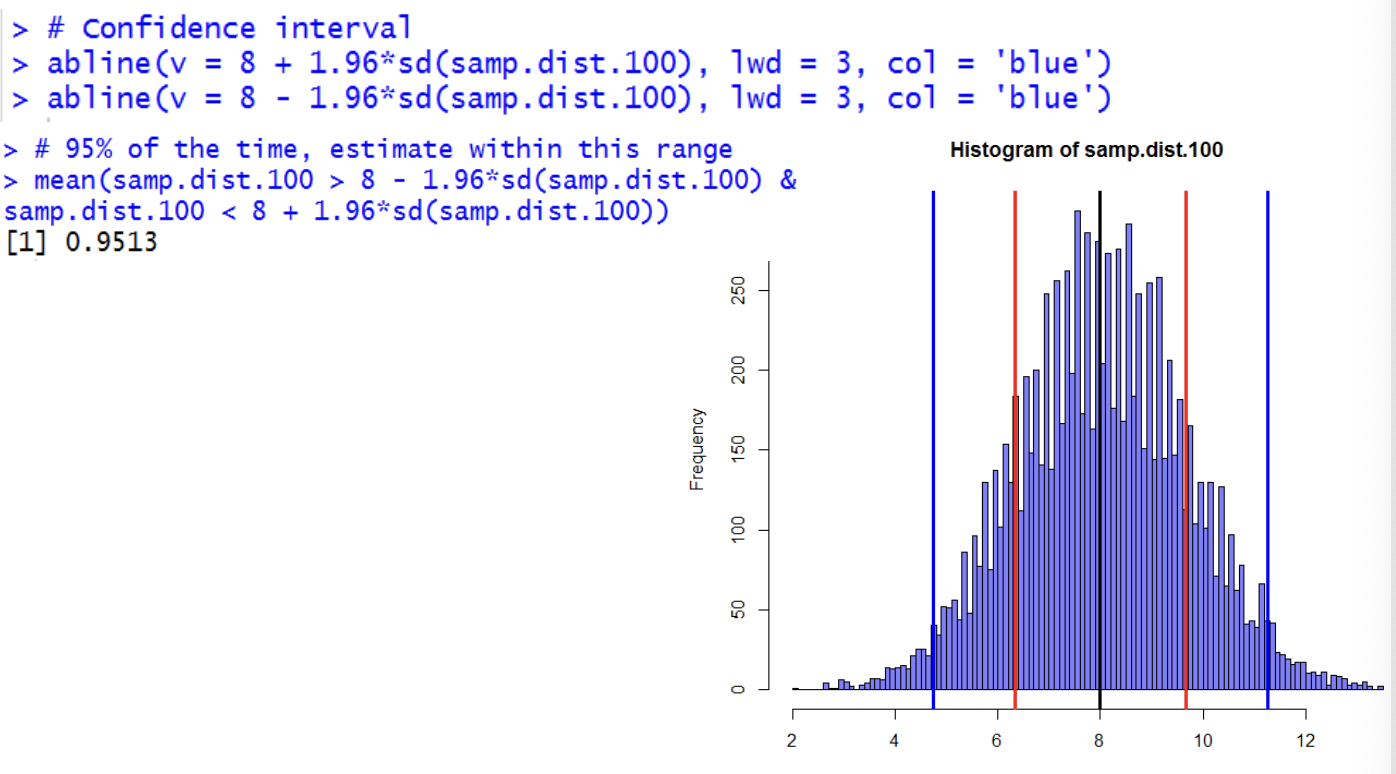 > # Confidence interval
> abline(v = 8 + 1.96*sd(samp.dist.100), lwd = 3, col = 'blue')
> abline(v = 8 - 1.96*sd(samp.dist.100), lwd = 3, col = 'blue')
> # 95% of the time, estimate within this range
> mean(samp.dist.100 > 8 - 1.96*sd(samp.dist.100) &
samp.dist.100 < 8 + 1.96*sd(samp.dist.100))
[1] 0.9513
Histogram of samp.dist.100
Frequency
250
200
150
100
50
0
2 4 6 8 10 12